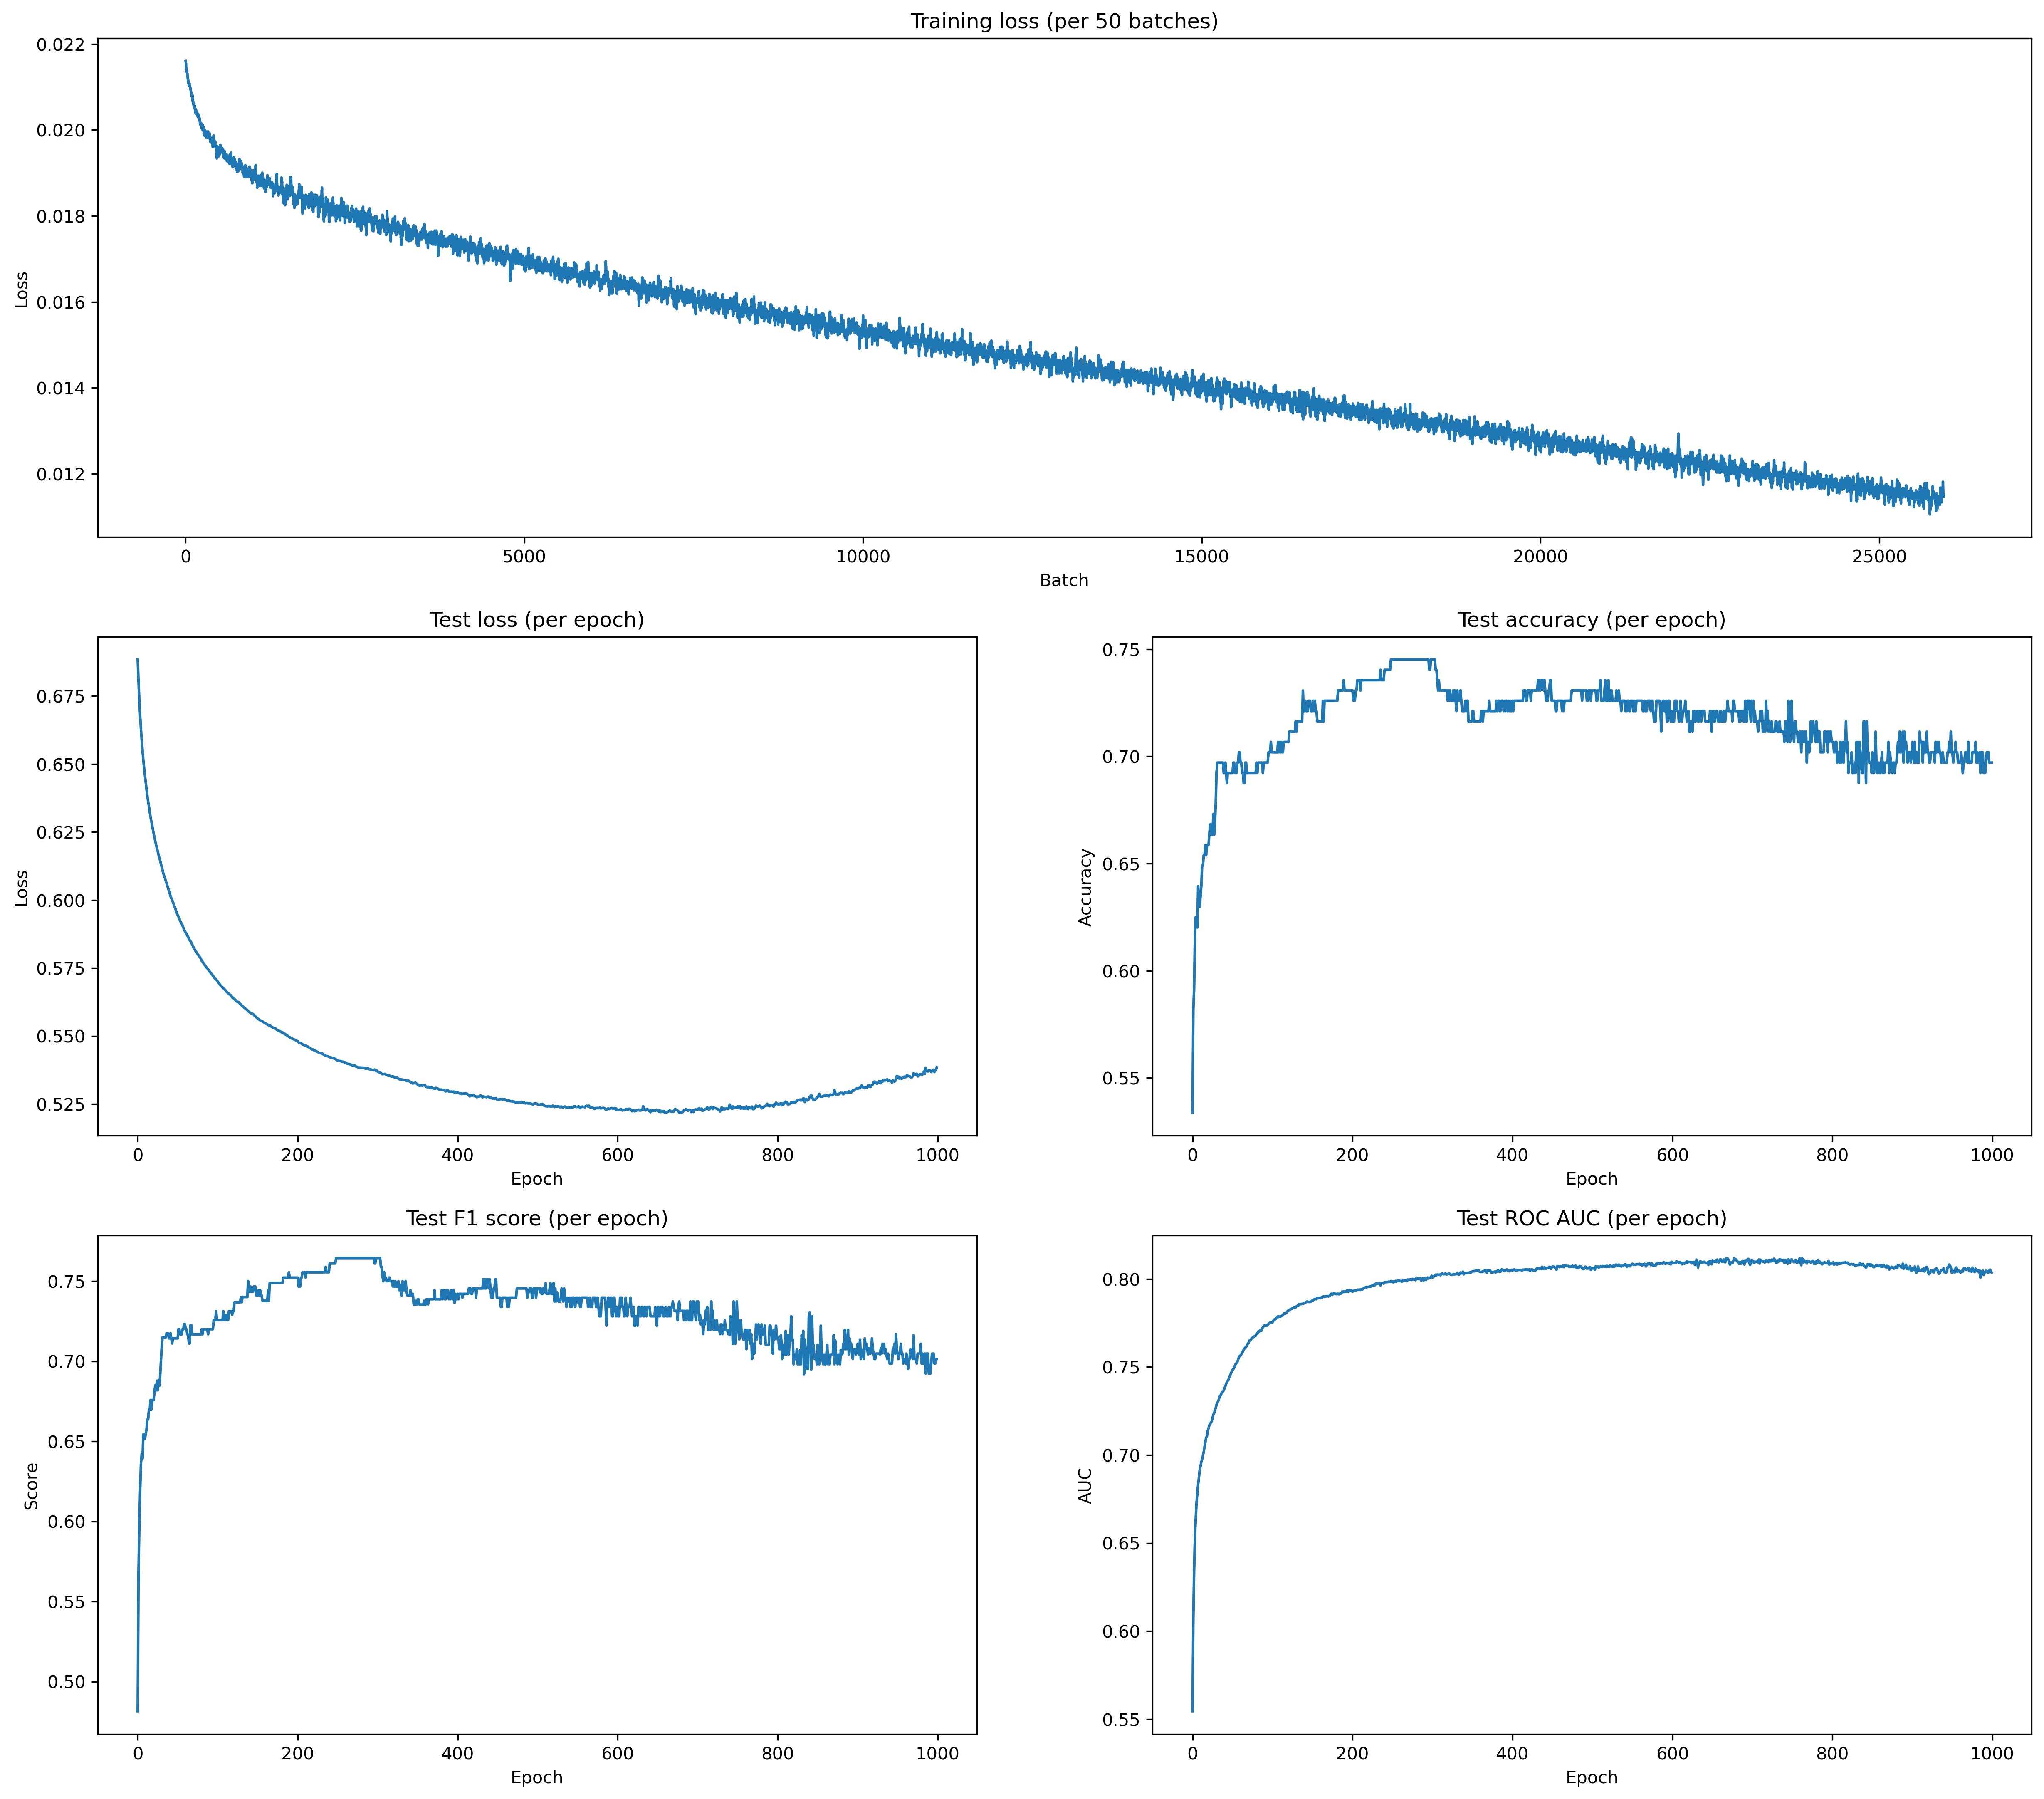 Training loss (per 50 batches)
0.022
0.020
0.018
0.016
0.014
0.012
Loss
0 5000 10000 15000 20000 25000
Batch
Test loss (per epoch)
0.675
0.650
0.625
0.600
0.575
0.550
0.525
Loss
0 200 400 600 800 1000
Epoch
Test accuracy (per epoch)
0.75
0.70
0.65
0.60
0.55
Accuracy
0 200 400 600 800 1000
Epoch
Test F1 score (per epoch)
0.75
0.70
0.65
0.60
0.55
0.50
Score
0 200 400 600 800 1000
Epoch
Test ROC AUC (per epoch)
0.80
0.75
0.70
0.65
0.60
0.55
AUC
0 200 400 600 800 1000
Epoch